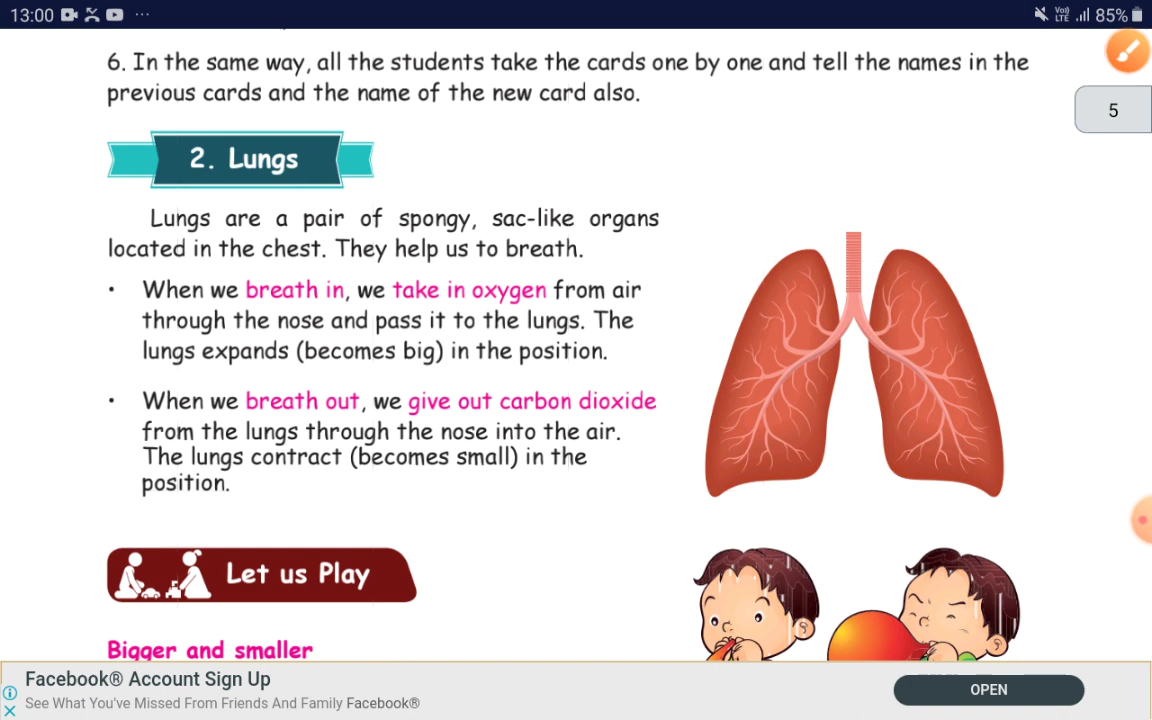 13:00
Vo))
LTE
85%
6. In the same way, all the students take the cards one by one and tell the names in the
previous cards and the name of the new card also.
5
2. Lungs
Lungs are a pair of spongy, sac-like organs
located in the chest. They help us to breath.
• When we breath in, we take in oxygen from air
through the nose and pass it to the lungs. The
lungs expands (becomes big) in the position.
• When we breath out, we give out carbon dioxide
from the lungs through the nose into the air.
The lungs contract (becomes small) in the
position.
Let us Play
Bigger and smaller
Facebook® Account Sign Up
See What You've Missed From Friends And Family Facebook®
OPEN